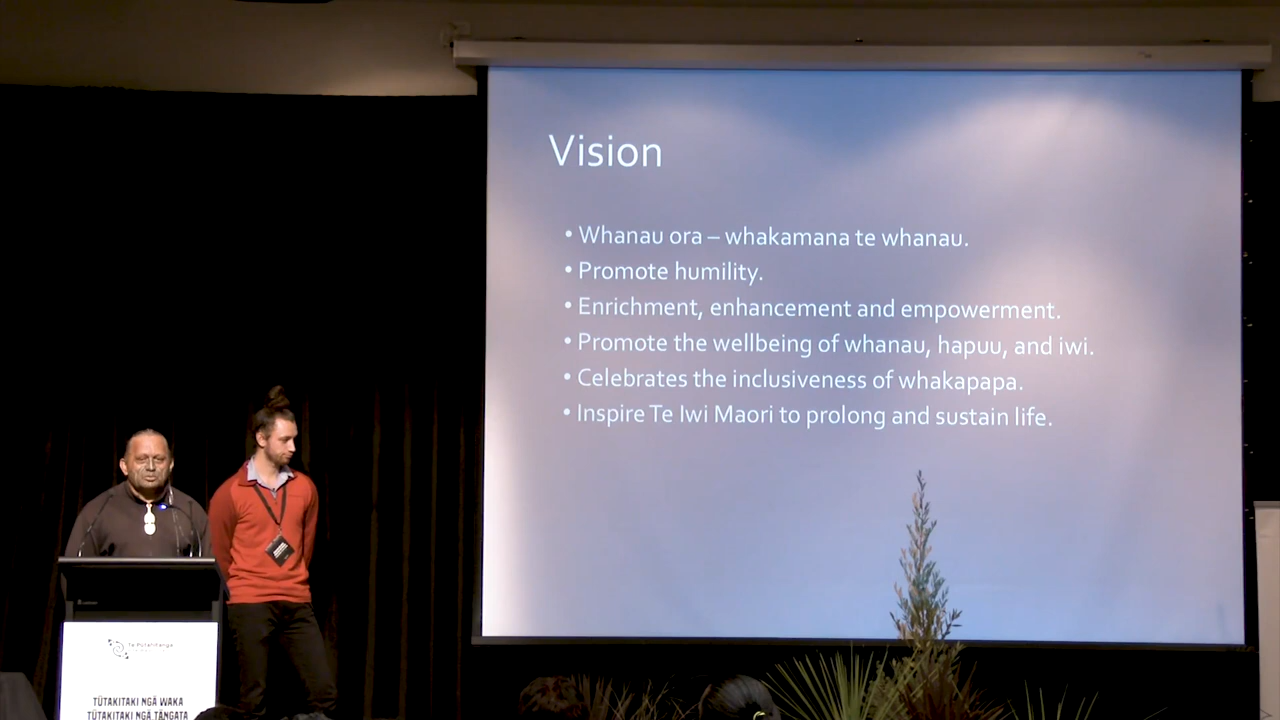 Vision
• Whanau ora – whakamana te whanau.
• Promote humility.
• Enrichment, enhancement and empowerment.
• Promote the wellbeing of whanau, hapuu, and iwi.
• Celebrates the inclusiveness of whakapapa.
• Inspire Te Iwi Maori to prolong and sustain life.
Te Pūtahitanga
TŪTAKITAKI NGĀ WAKA
TŪTAKITAKI NGĀ TĀNGATA